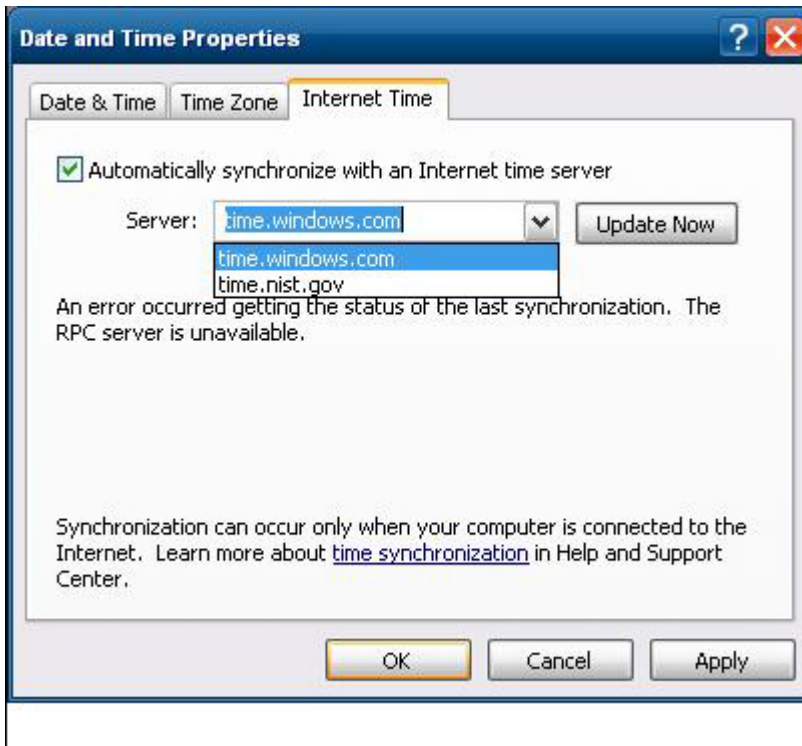 Date and Time Properties
Date & Time
Time Zone
Internet Time
Automatically synchronize with an Internet time server
Server:
time.windows.com
Update Now
time.windows.com
time.nist.gov
An error occurred getting the status of the last synchronization. The
RPC server is unavailable.
Synchronization can occur only when your computer is connected to the
Internet. Learn more about time synchronization in Help and Support
Center.
OK
Cancel
Apply